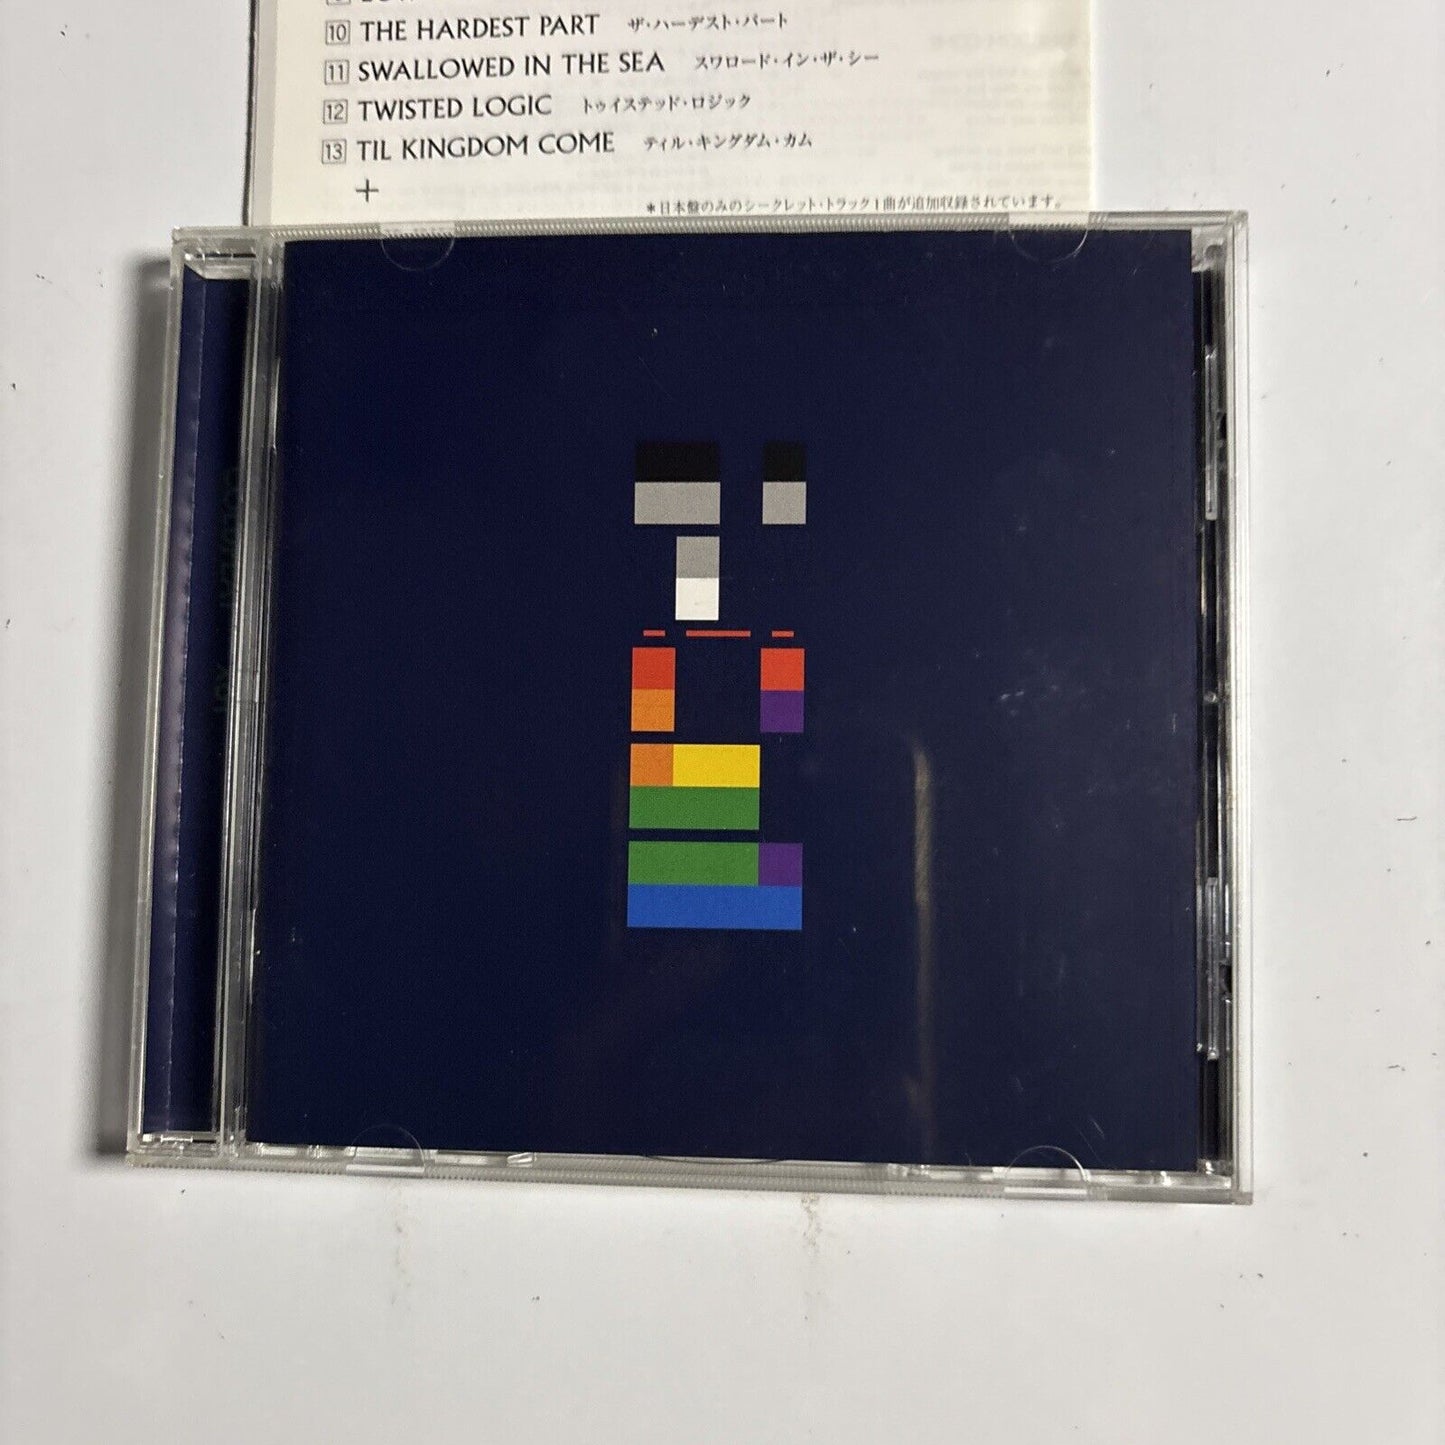 10 THE HARDEST PART ザ・ハーデスト・パート
11 SWALLOWED IN THE SEA スワロード・イン・ザ・シー
12 TWISTED LOGIC トゥイステッド・ロジック
13 TIL KINGDOM COME ティル・キングダム・カム
+
＊日本盤のみのシークレット・トラック1曲が追加収録されています。